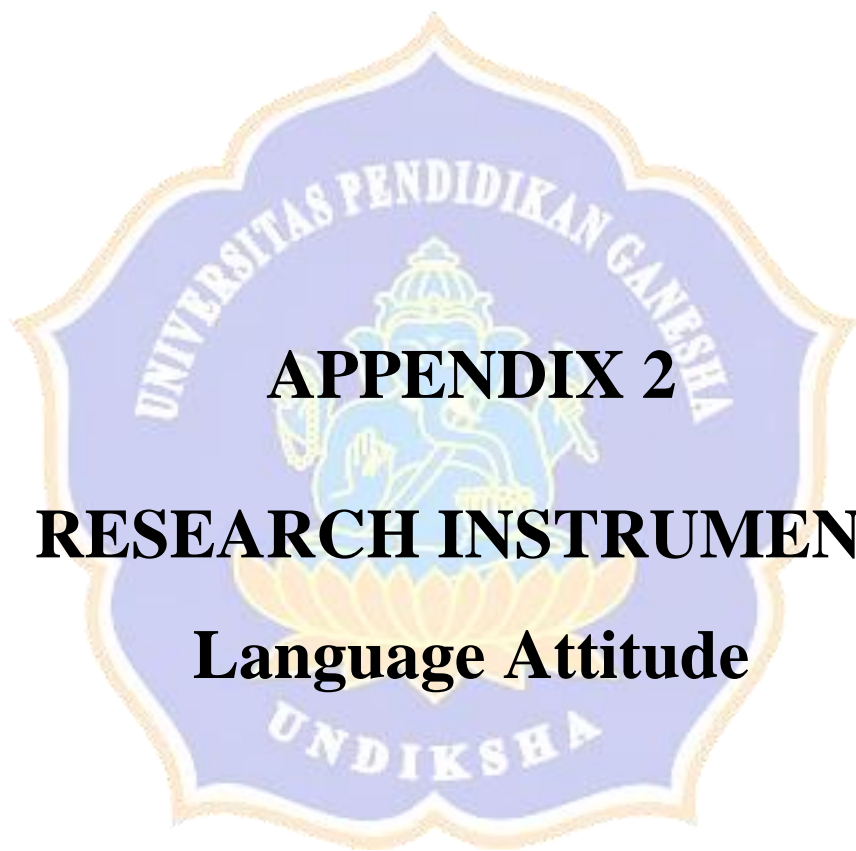 UNIVERSITAS PENDIDIKAN GANESHA
APPENDIX 2
RESEARCH INSTRUMEN
Language Attitude
UNDIKSHA